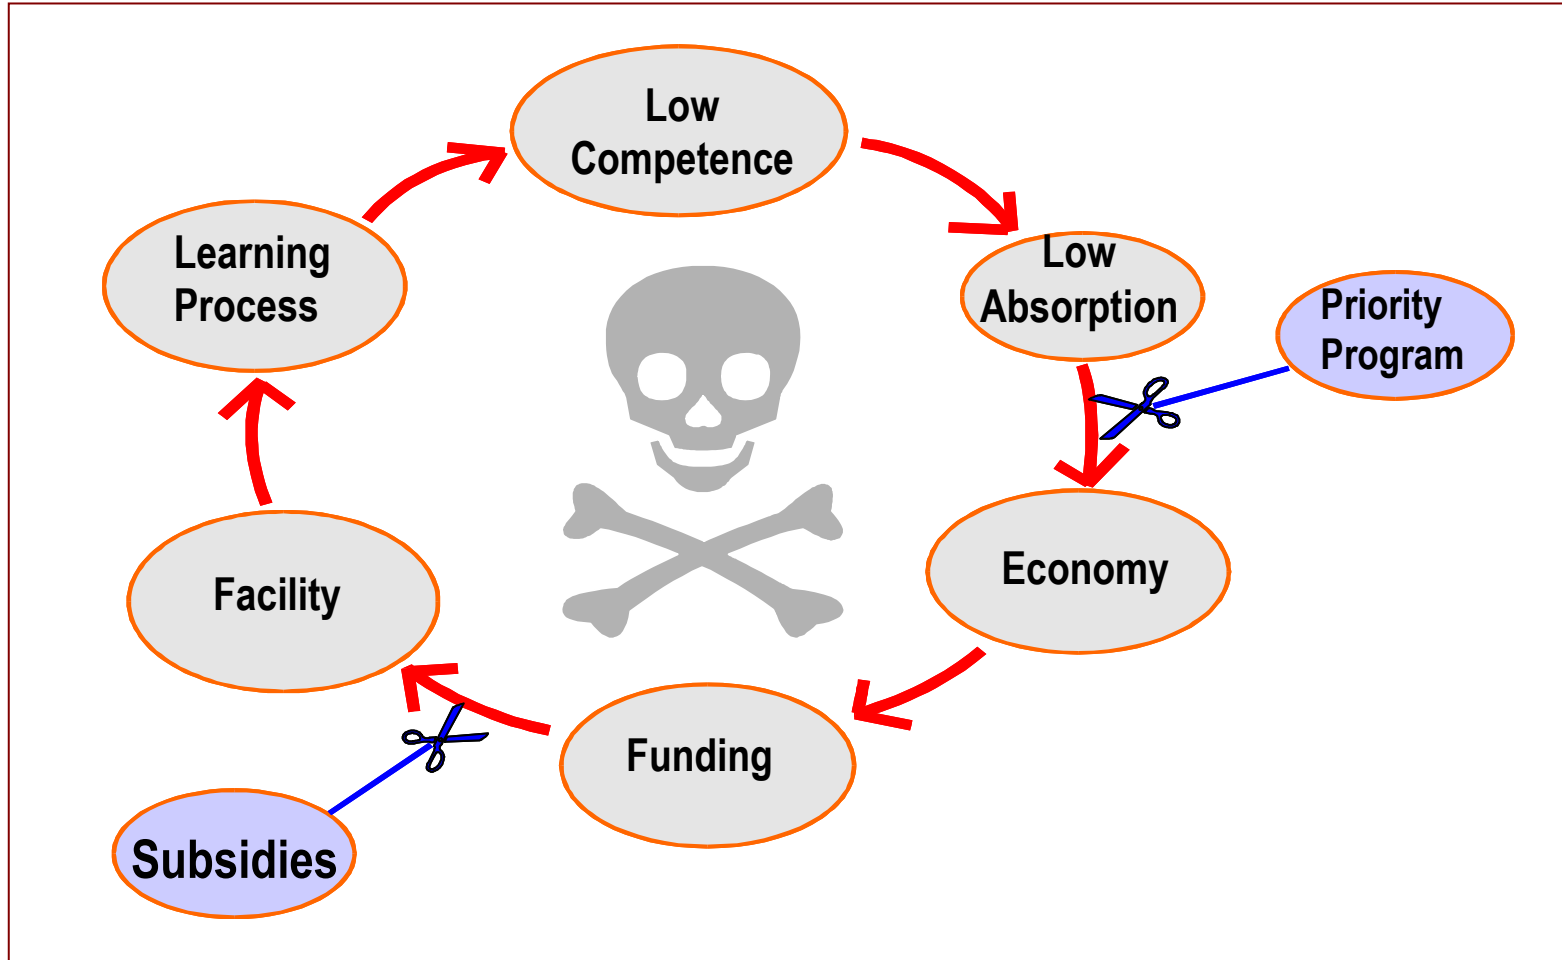 Low
Competence
Learning
Process
Low
Absorption
Priority
Program
Economy
Facility
Funding
Subsidies